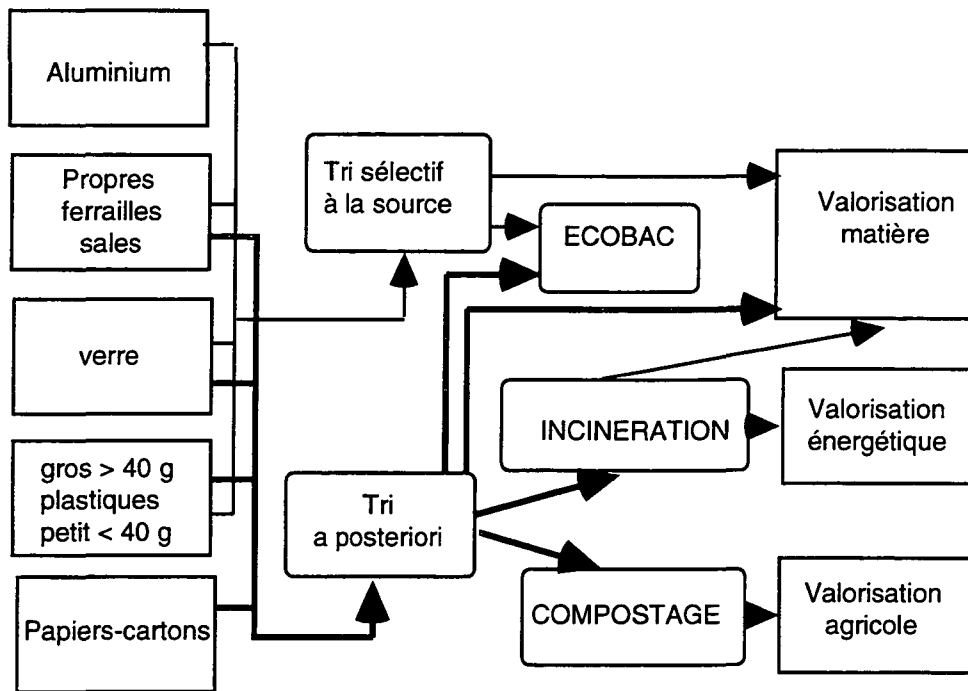 Aluminium
Propres
ferrailles
sales
verre
gros > 40 g
plastiques
petit < 40 g
Papiers-cartons
Tri sélectif
à la source
ECOBAC
Tri
a posteriori
INCINERATION
COMPOSTAGE
Valorisation
matière
Valorisation
énergétique
Valorisation
agricole